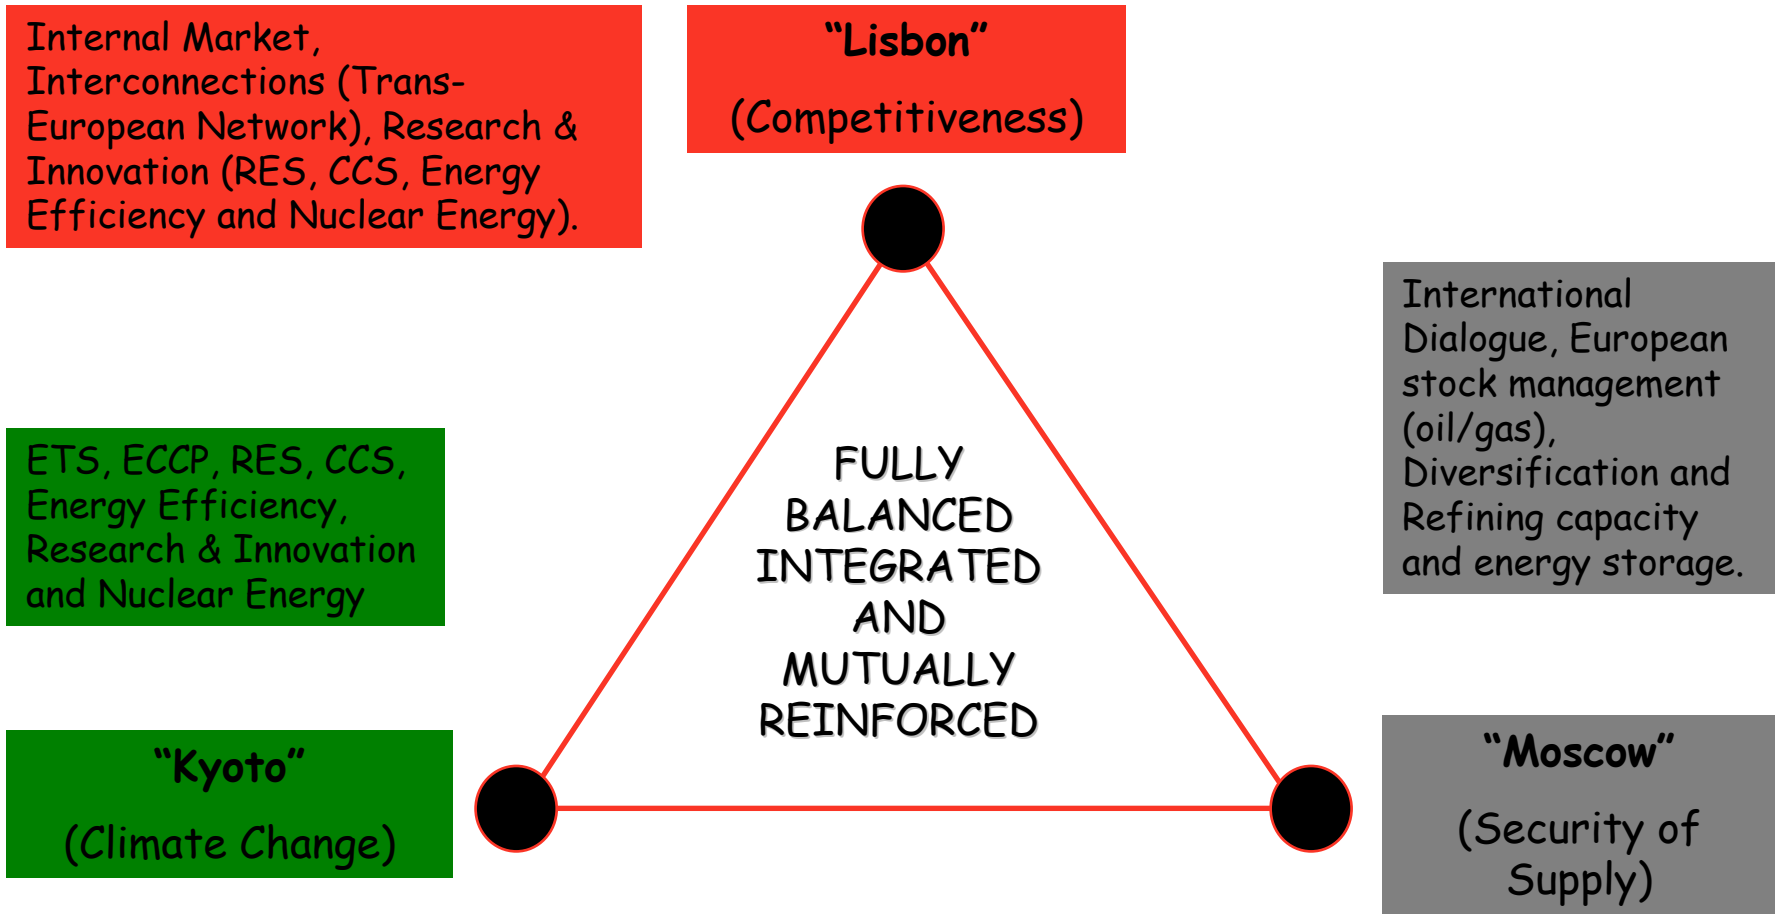 Internal Market,
Interconnections (Trans-
European Network), Research &
Innovation (RES, CCS, Energy
Efficiency and Nuclear Energy).
“Lisbon”
(Competitiveness)
International
Dialogue, European
stock management
(oil/gas),
Diversification and
Refining capacity
and energy storage.
ETS, ECCP, RES, CCS,
Energy Efficiency,
Research & Innovation
and Nuclear Energy
FULLY
BALANCED
INTEGRATED
AND
MUTUALLY
REINFORCED
“Kyoto”
(Climate Change)
“Moscow”
(Security of
Supply)